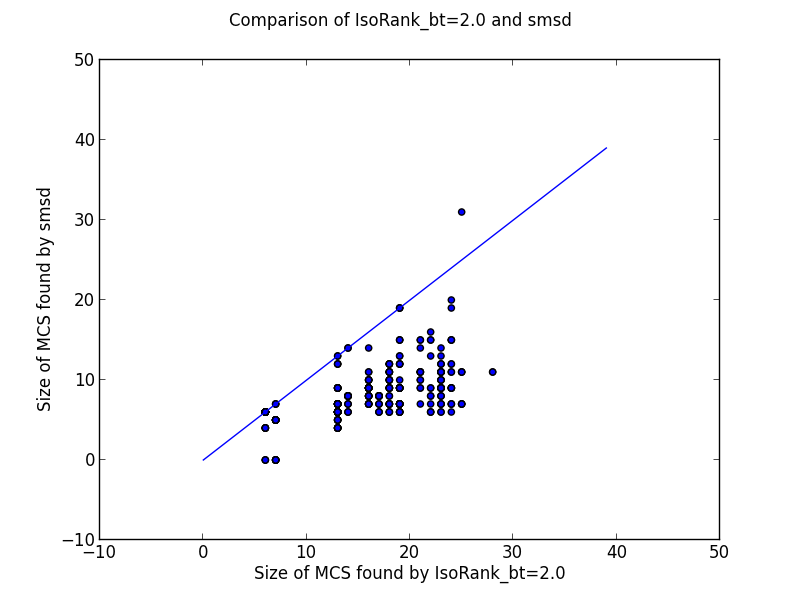 Comparison of IsoRank_bt=2.0 and smsd
50
40
30
20
10
0
−10
−10 0 10 20 30 40 50
Size of MCS found by smsd
Size of MCS found by IsoRank_bt=2.0